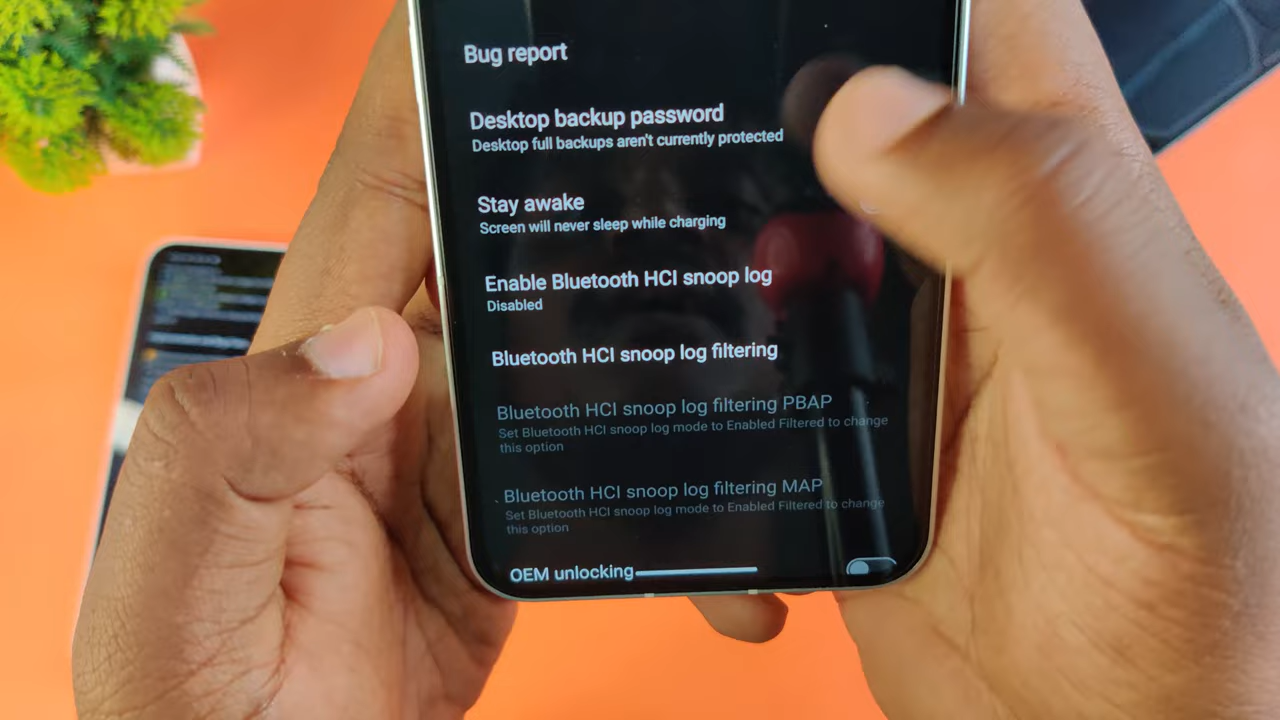 Bug report
Desktop backup password
Desktop full backups aren't currently protected
Stay awake
Screen will never sleep while charging
Enable Bluetooth HCI snoop log
Disabled
Bluetooth HCI snoop log filtering
Bluetooth HCI snoop log filtering PBAP
Set Bluetooth HCI snoop log mode to Enabled Filtered to change
this option
Bluetooth HCI snoop log filtering MAP
Set Bluetooth HCI snoop log mode to Enabled Filtered to change
this option
OEM unlocking